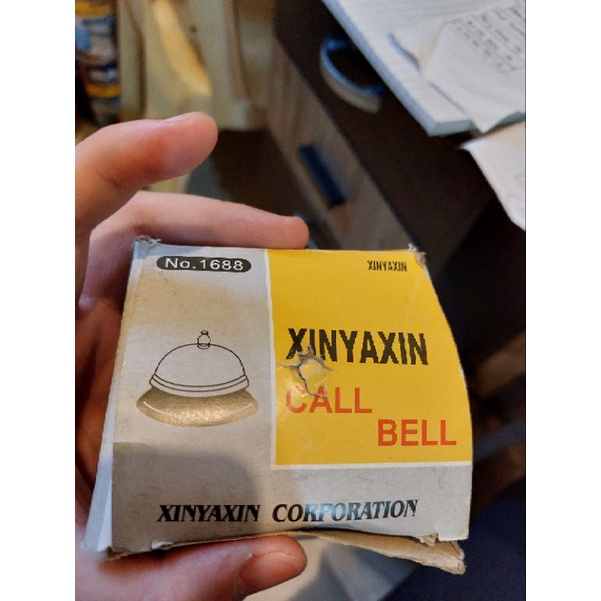 No.1688
XINYAXIN
XINYAXIN
CALL
BELL
XINYAXIN CORPORATION